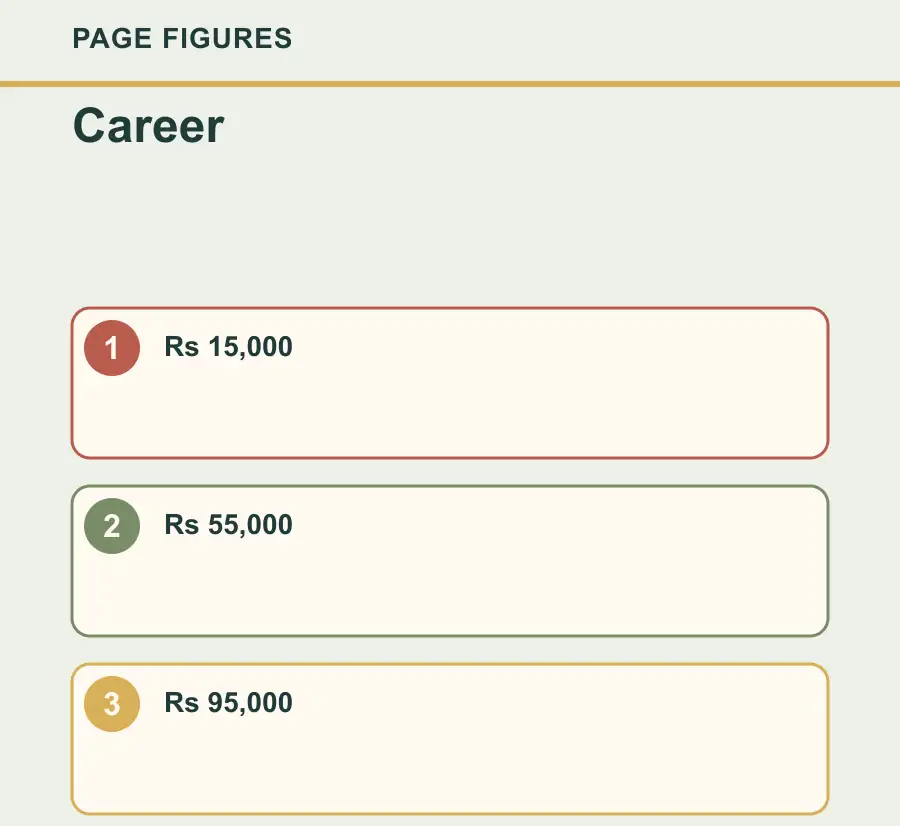 PAGE FIGURES
Career
1 Rs 15,000
2 Rs 55,000
3 Rs 95,000